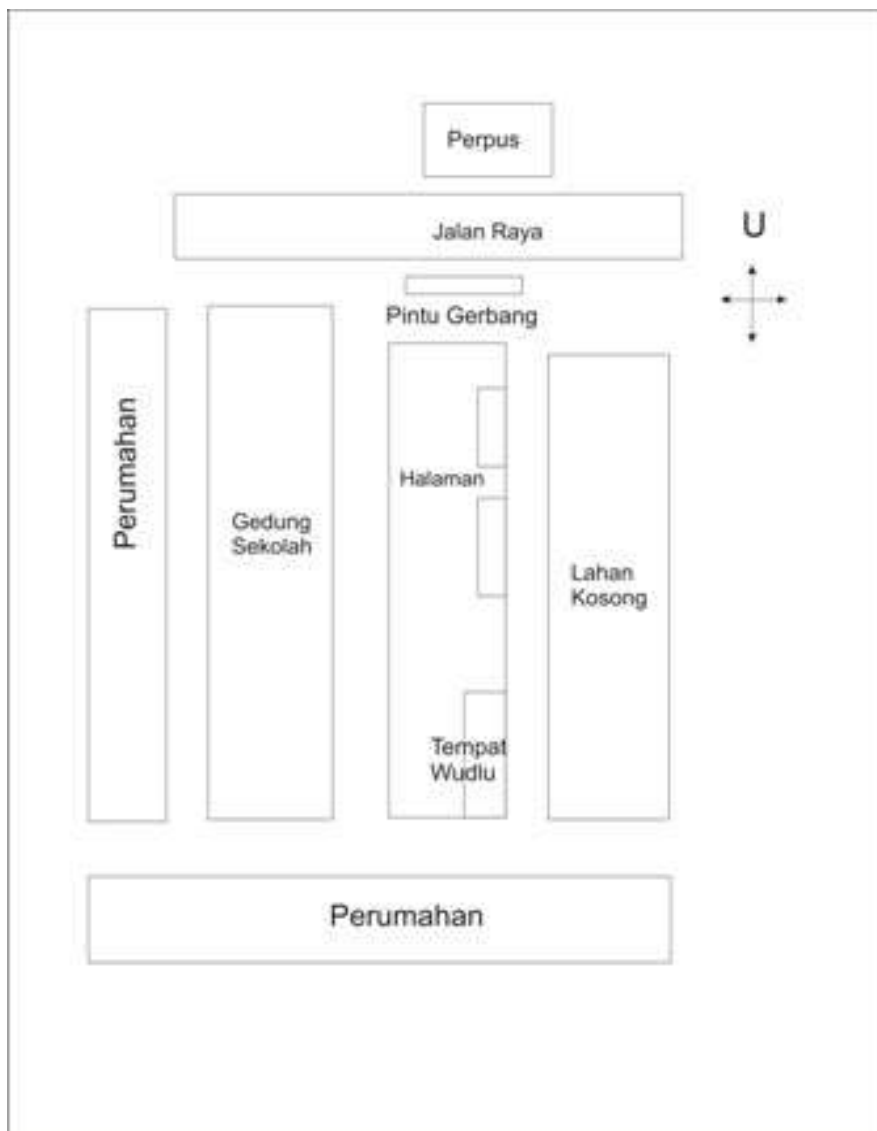 Perpus
Jalan Raya
U
Pintu Gerbang
Perumahan
Halaman
Gedung
Sekolah
Lahan
Kosong
Tempat
Wudlu
Perumahan